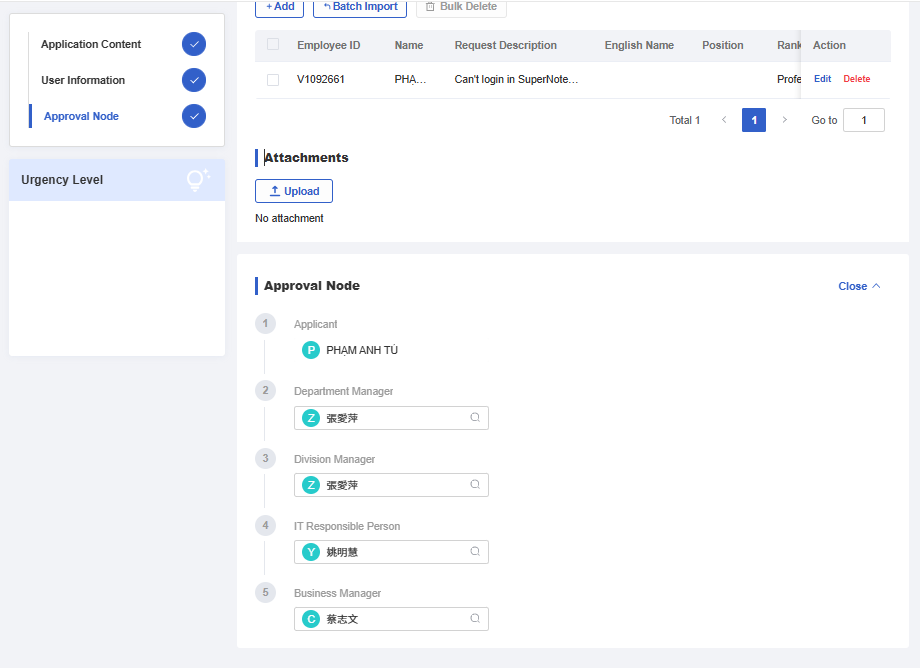 Application Content
User Information
Approval Node
Urgency Level
+ Add
Batch Import
Bulk Delete
Employee ID Name Request Description English Name Position Rank Action
V1092661 PHẠ... Can't login in SuperNote... Profe Edit Delete
Total 1 < 1 > Go to 1
Attachments
Upload
No attachment
Approval Node
Close
1 Applicant
P PHẠM ANH TÚ
2 Department Manager
Z 張愛萍
3 Division Manager
Z 張愛萍
4 IT Responsible Person
Y 姚明慧
5 Business Manager
C 蔡志文